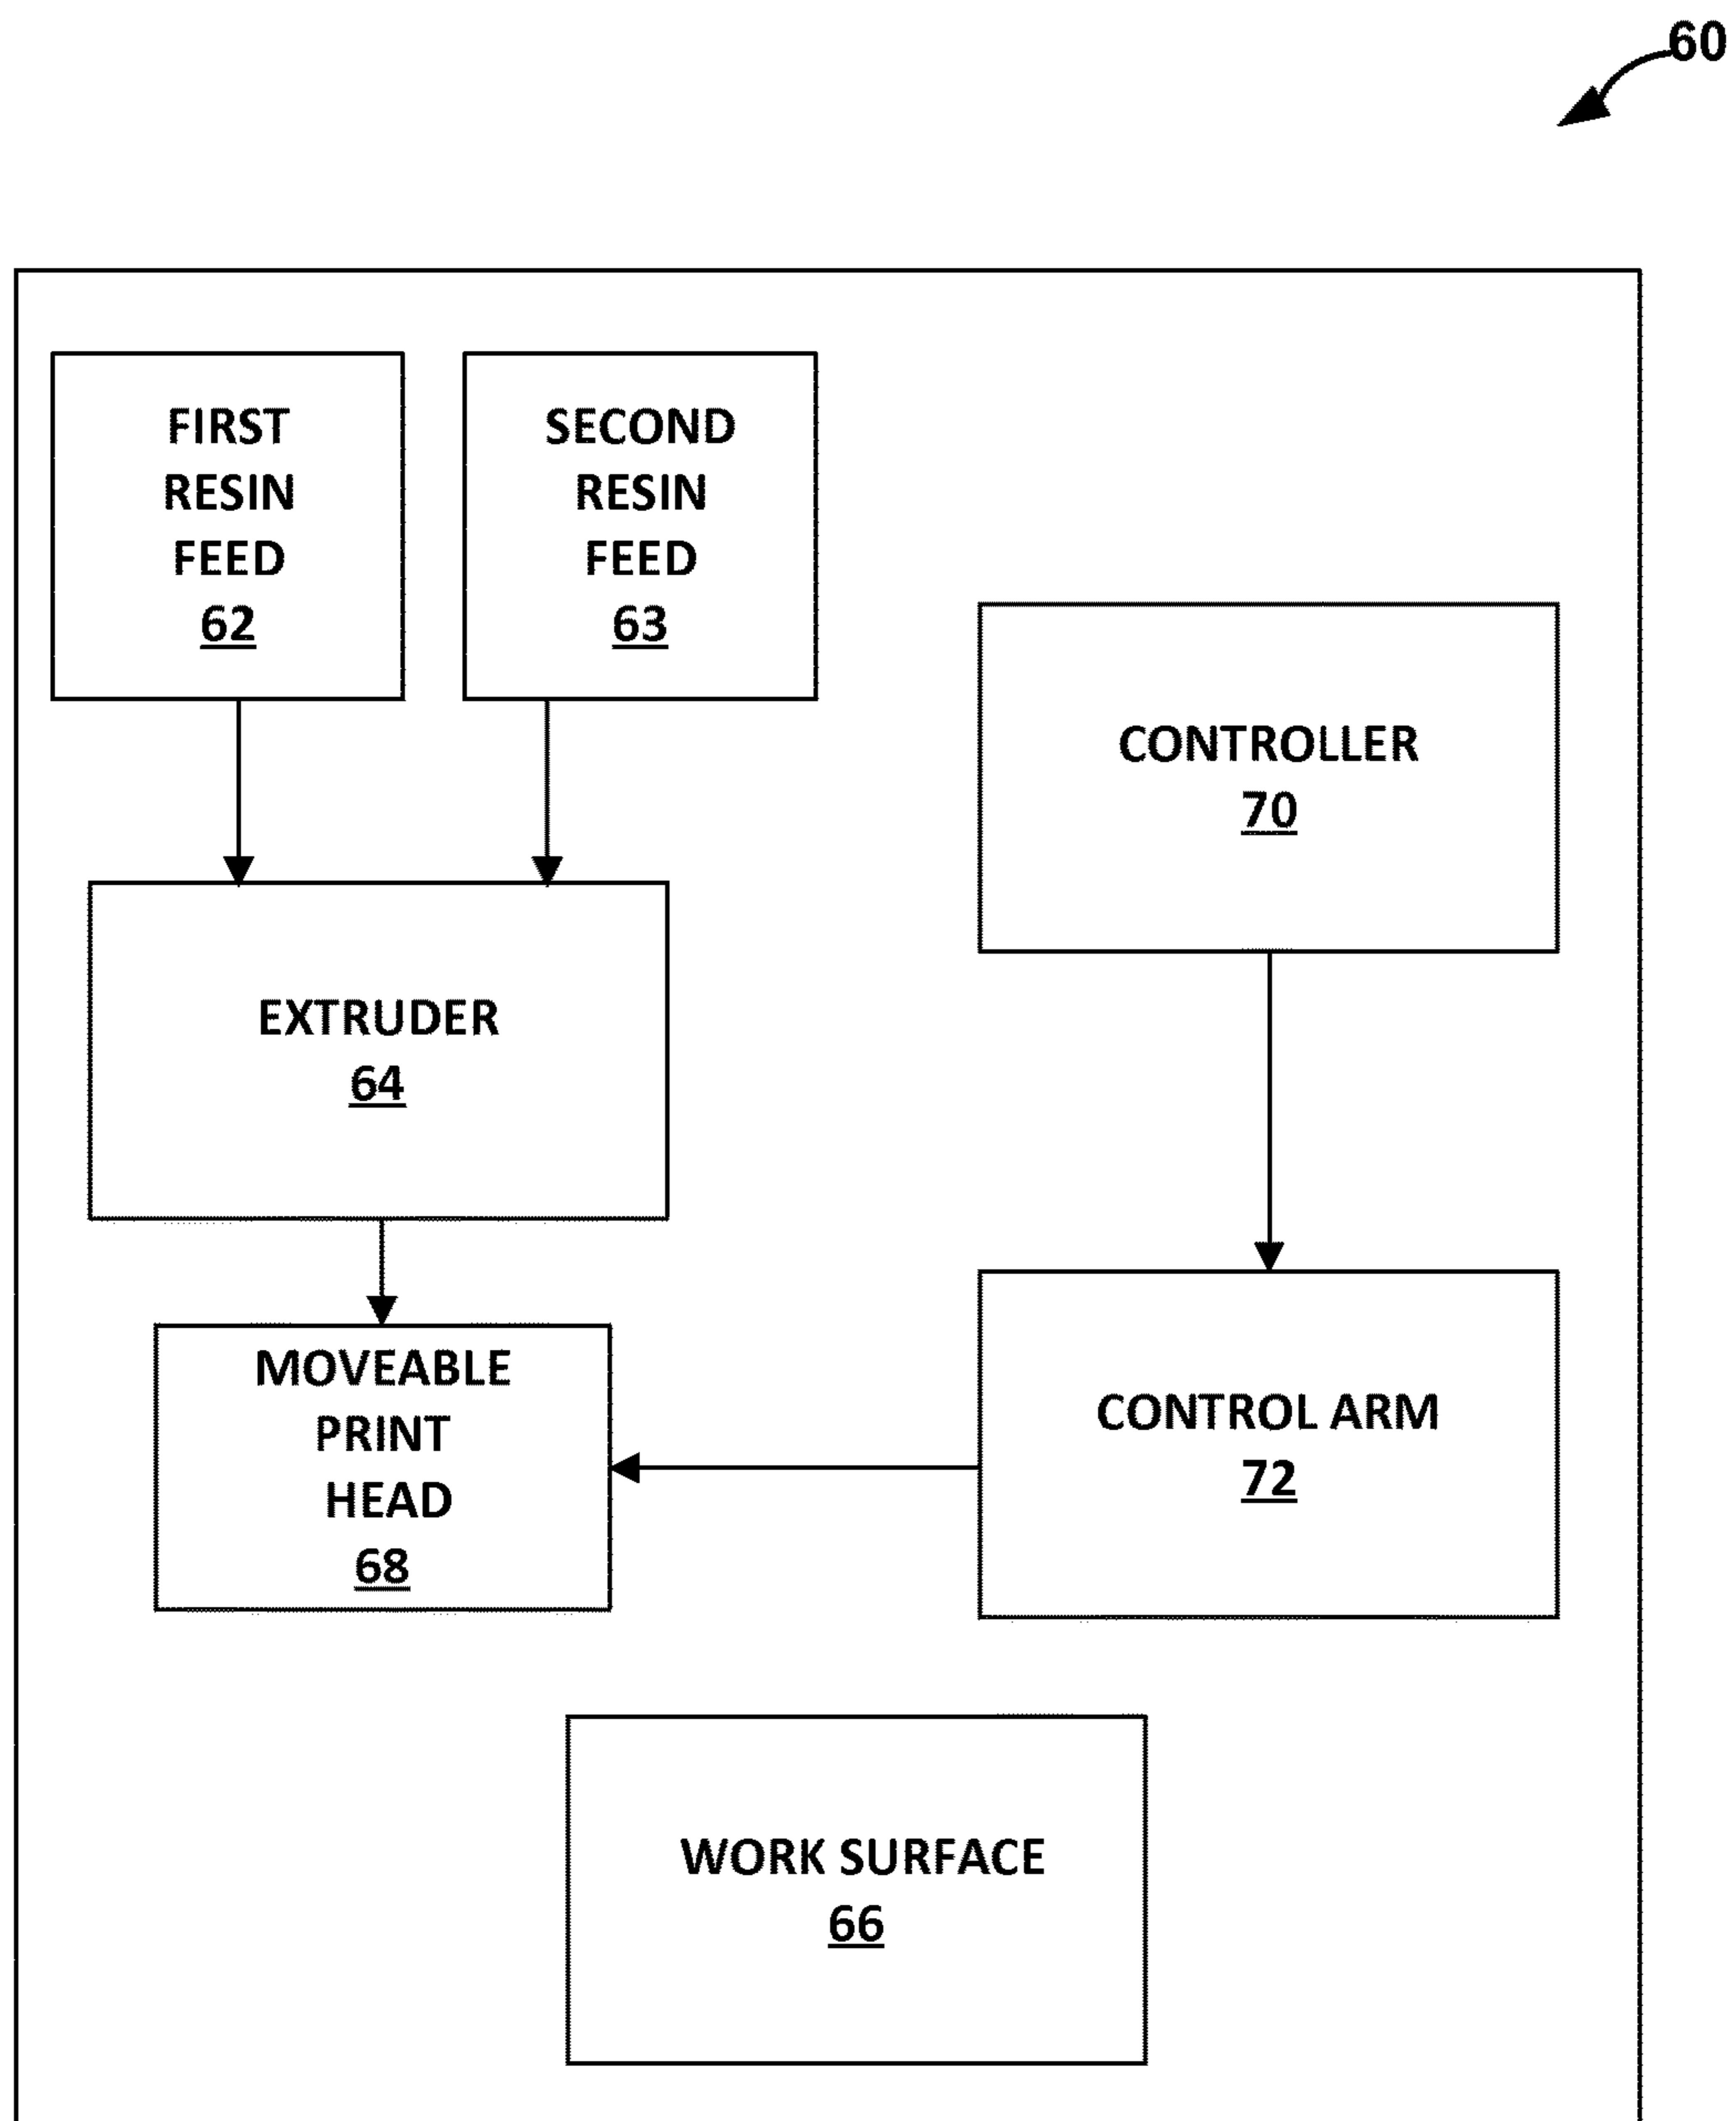 60
FIRST
RESIN
FEED
62
SECOND
RESIN
FEED
63
CONTROLLER
70
EXTRUDER
64
MOVEABLE
PRINT
HEAD
68
CONTROL ARM
72
WORK SURFACE
66